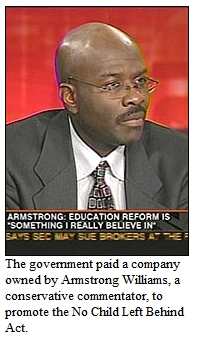 ARMSTRONG: EDUCATION REFORM IS
"SOMETHING I REALLY BELIEVE IN"
SAYS SEC MAY SUE BROKERS AT THE
The government paid a company
owned by Armstrong Williams, a
conservative commentator, to
promote the No Child Left Behind
Act.